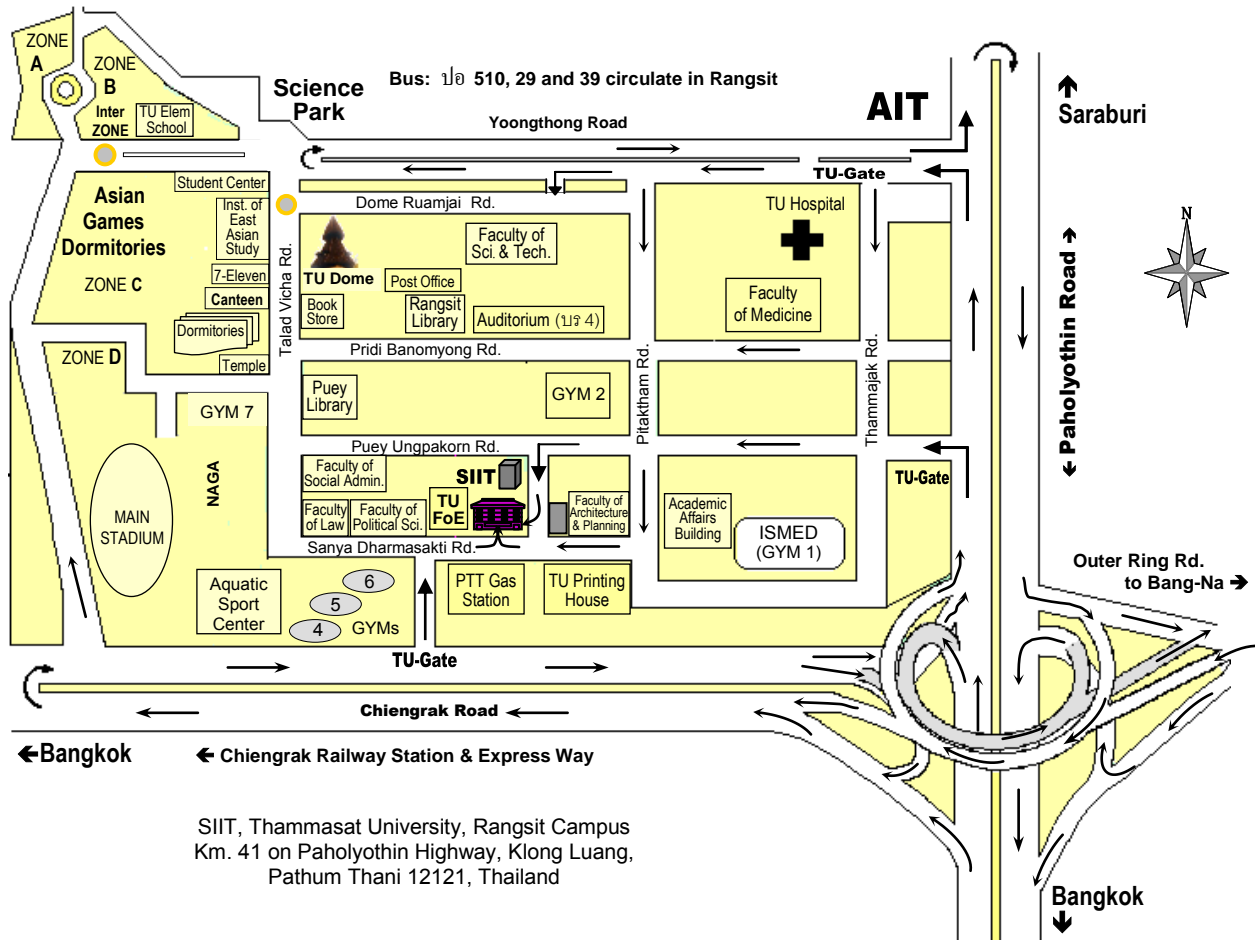 ZONE
A
ZONE
B
Inter
ZONE
TU Elem
School
Science
Park
Bus: ปอ 510, 29 and 39 circulate in Rangsit
Yoongthong Road
AIT
Saraburi
TU-Gate
Student Center
Dome Ruamjai Rd.
Asian
Games
Dormitories
ZONE C
Inst. of
East
Asian
Study
7-Eleven
Canteen
Dormitories
Temple
Talad Vicha Rd.
TU Dome
Book
Store
Post Office
Rangsit
Library
Faculty of
Sci. & Tech.
Auditorium (บร 4)
TU Hospital
Faculty
of Medicine
N
Paholyothin Road
Pridi Banomyong Rd.
Pitaktham Rd.
Thammajak Rd.
ZONE D
GYM 7
Puey
Library
GYM 2
Puey Ungpakorn Rd.
TU-Gate
NAGA
MAIN
STADIUM
Faculty of
Social Admin.
SIIT
Faculty
of Law
Faculty of
Political Sci.
TU
FoE
Faculty of
Architecture
& Planning
Academic
Affairs
Building
ISMED
(GYM 1)
Sanya Dharmasakti Rd.
Outer Ring Rd.
to Bang-Na
Aquatic
Sport
Center
6
5
4
GYMs
PTT Gas
Station
TU Printing
House
TU-Gate
Chiengrak Road
Bangkok
Chiengrak Railway Station & Express Way
SIIT, Thammasat University, Rangsit Campus
Km. 41 on Paholyothin Highway, Klong Luang,
Pathum Thani 12121, Thailand
Bangkok